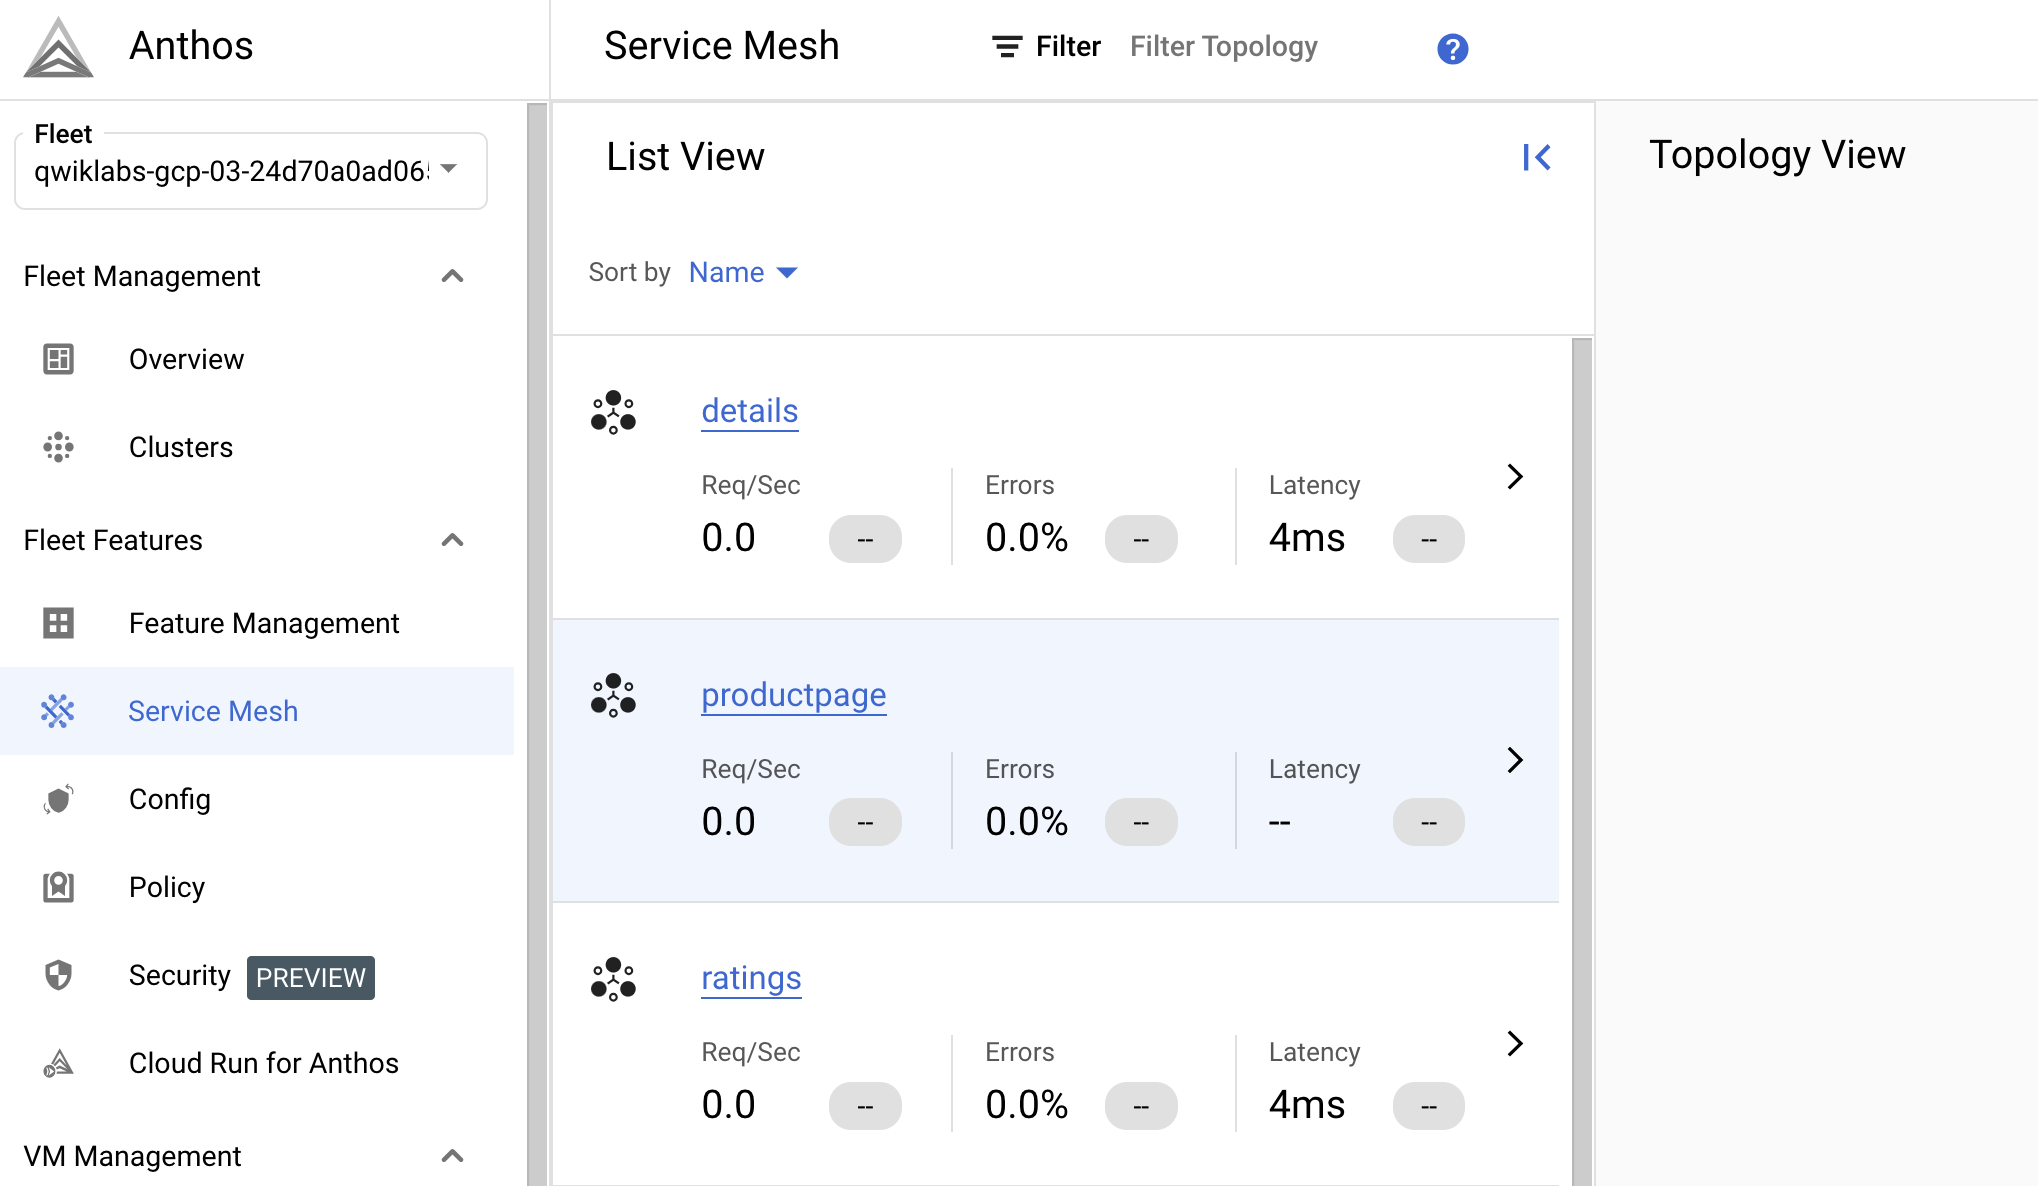 Anthos
Service Mesh
Filter Filter Topology
?
Fleet
qwiklabs-gcp-03-24d70a0ad06
Fleet Management
Overview
Clusters
Fleet Features
Feature Management
Service Mesh
Config
Policy
Security PREVIEW
Cloud Run for Anthos
VM Management
List View
Sort by Name
details
Req/Sec Errors Latency
0.0 -- 0.0% -- 4ms --
productpage
Req/Sec Errors Latency
0.0 -- 0.0% -- -- --
ratings
Req/Sec Errors Latency
0.0 -- 0.0% -- 4ms --
Topology View